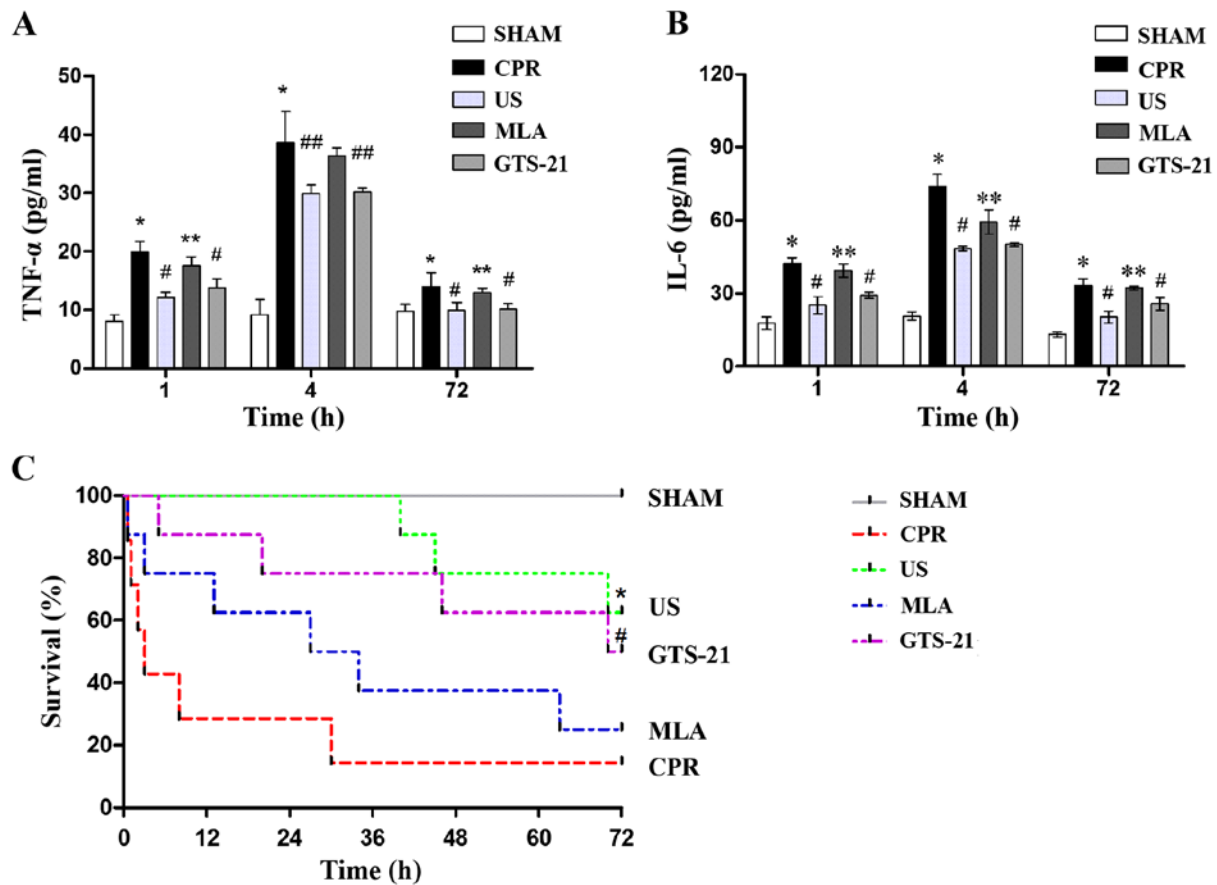 A
SHAM
CPR
US
MLA
GTS-21
TNF-α (pg/ml)
50
40
30
20
10
0
*
#
**
#
*
##
##
*
#
**
#
1
4
72
Time (h)
B
SHAM
CPR
US
MLA
GTS-21
IL-6 (pg/ml)
120
90
60
30
0
*
#
**
#
*
#
**
#
*
#
**
#
1
4
72
Time (h)
C
Survival (%)
100
80
60
40
20
0
0
12
24
36
48
60
72
Time (h)
SHAM
*
US
#
GTS-21
MLA
CPR
SHAM
CPR
US
MLA
GTS-21